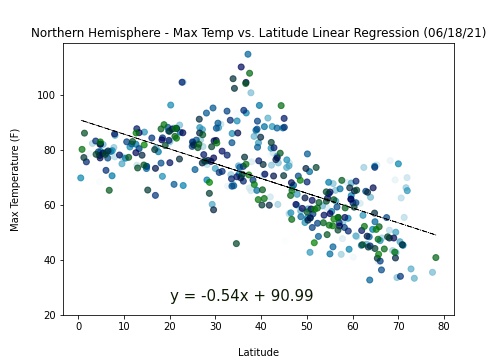 Northern Hemisphere - Max Temp vs. Latitude Linear Regression (06/18/21)
Max Temperature (F)
100
80
60
40
20
y = -0.54x + 90.99
0 10 20 30 40 50 60 70 80
Latitude